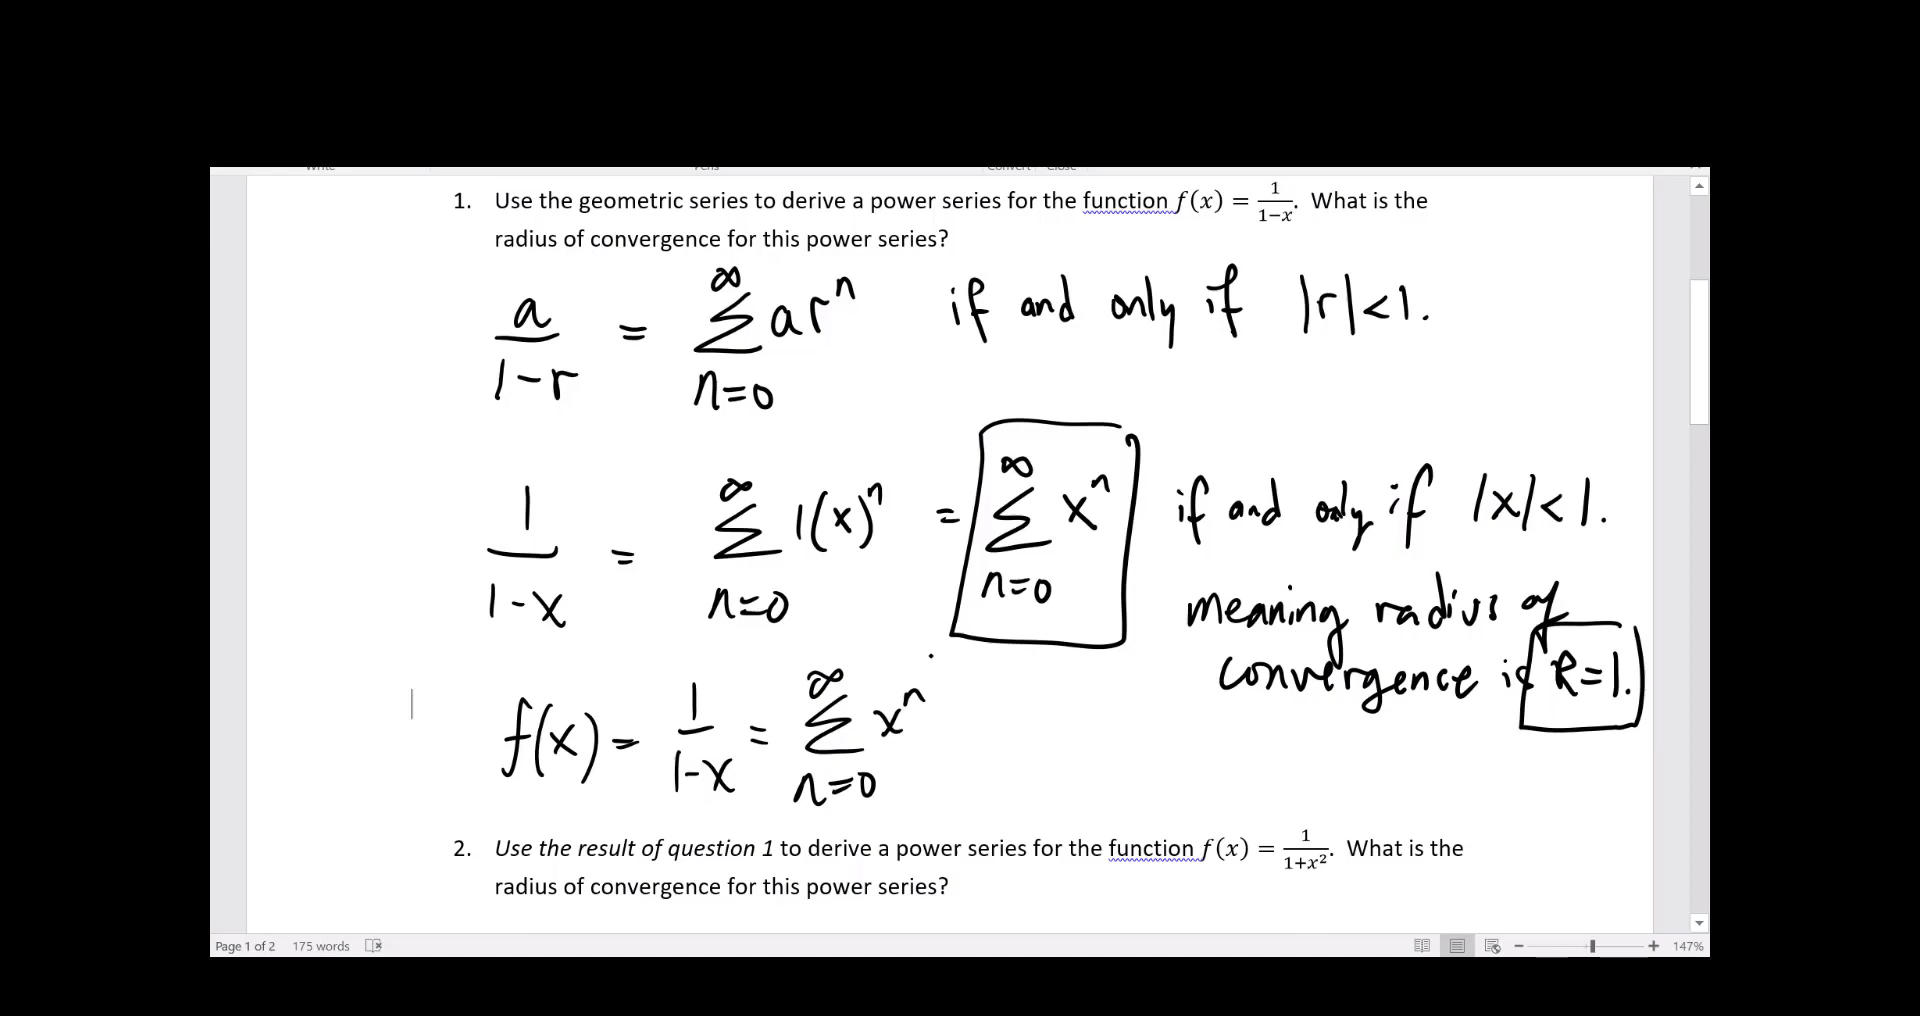 1. Use the geometric series to derive a power series for the function f(x) = 1/(1−x). What is the
radius of convergence for this power series?
a/(1-r) = ∑_{n=0}^{∞} ar^n if and only if |r|<1.
1/(1-x) = ∑_{n=0}^{∞} 1(x)^n = ∑_{n=0}^{∞} x^n if and only if |x|<1.
meaning radius of
convergence is R=1.
f(x) = 1/(1-x) = ∑_{n=0}^{∞} x^n
2. Use the result of question 1 to derive a power series for the function f(x) = 1/(1+x²). What is the
radius of convergence for this power series?
Page 1 of 2 175 words 147%